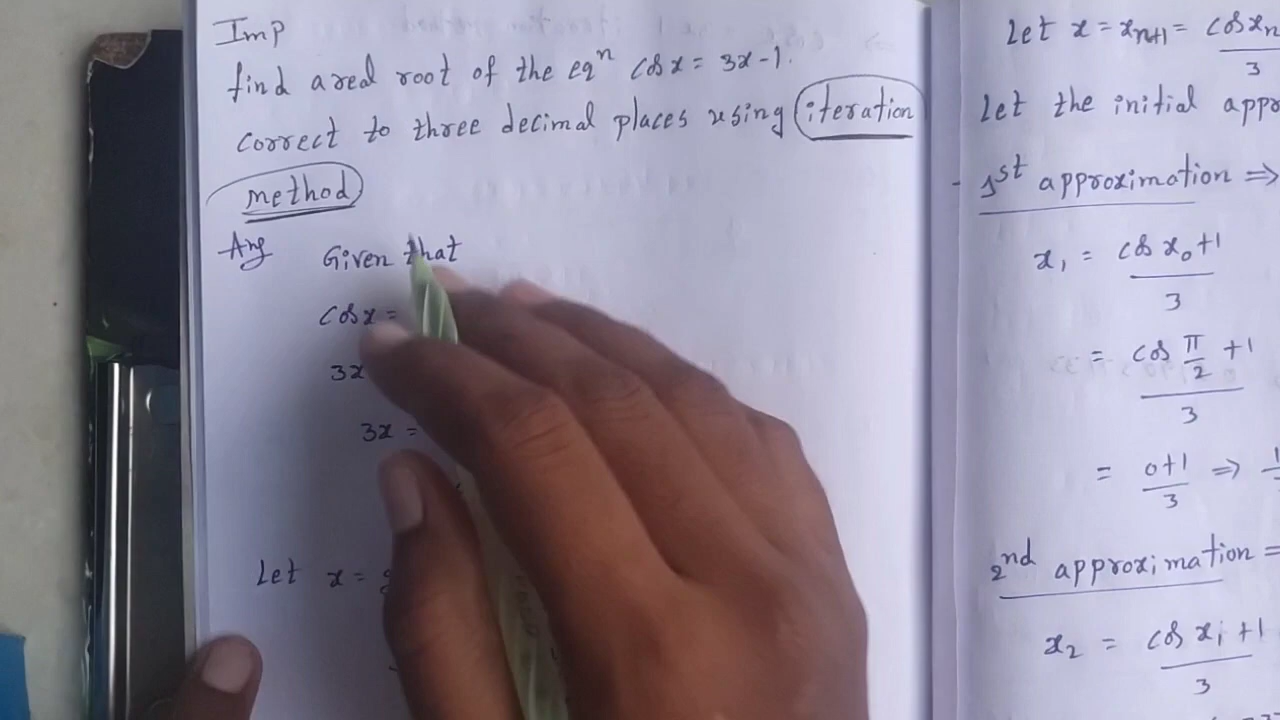 Imp
find a real root of the eqⁿ cos x = 3x - 1.
correct to three decimal places using iteration
method
Ans Given that
cos x =
3x
3x =
Let x =
Let x = xₙ₊₁ = cos xₙ
3
Let the initial
1st approximation ⇒
x₁ = cos x₀ + 1
3
= cos π/2 + 1
3
= 0+1 ⇒
3
2nd approximation =
x₂ = cos x₁ + 1
3